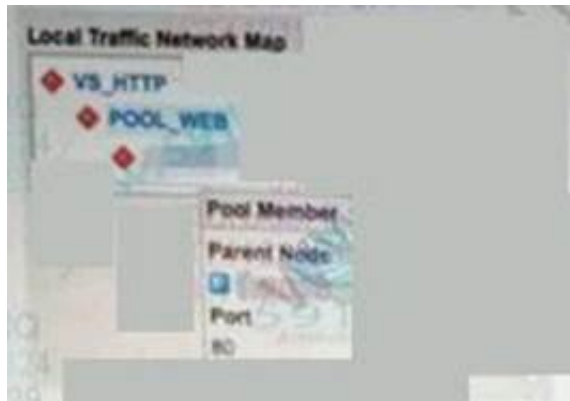 Local Traffic Network Map
VS_HTTP
POOL_WEB
Pool Member
Parent Node
Port
80